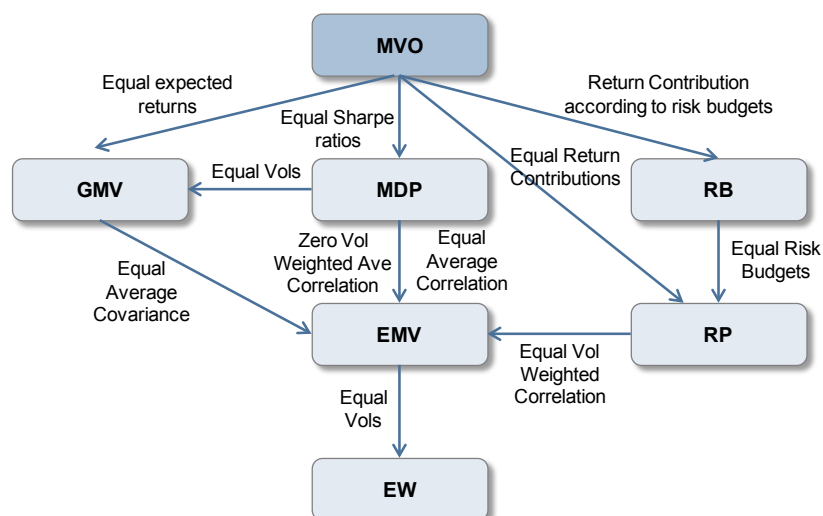 MVO
Equal expected
returns
Return Contribution
according to risk budgets
Equal Sharpe
ratios
Equal Return
Contributions
GMV
Equal Vols
MDP
RB
Equal
Average
Covariance
Zero Vol
Weighted Ave
Correlation
Equal
Average
Correlation
Equal Risk
Budgets
EMV
RP
Equal Vol
Weighted
Correlation
Equal
Vols
EW